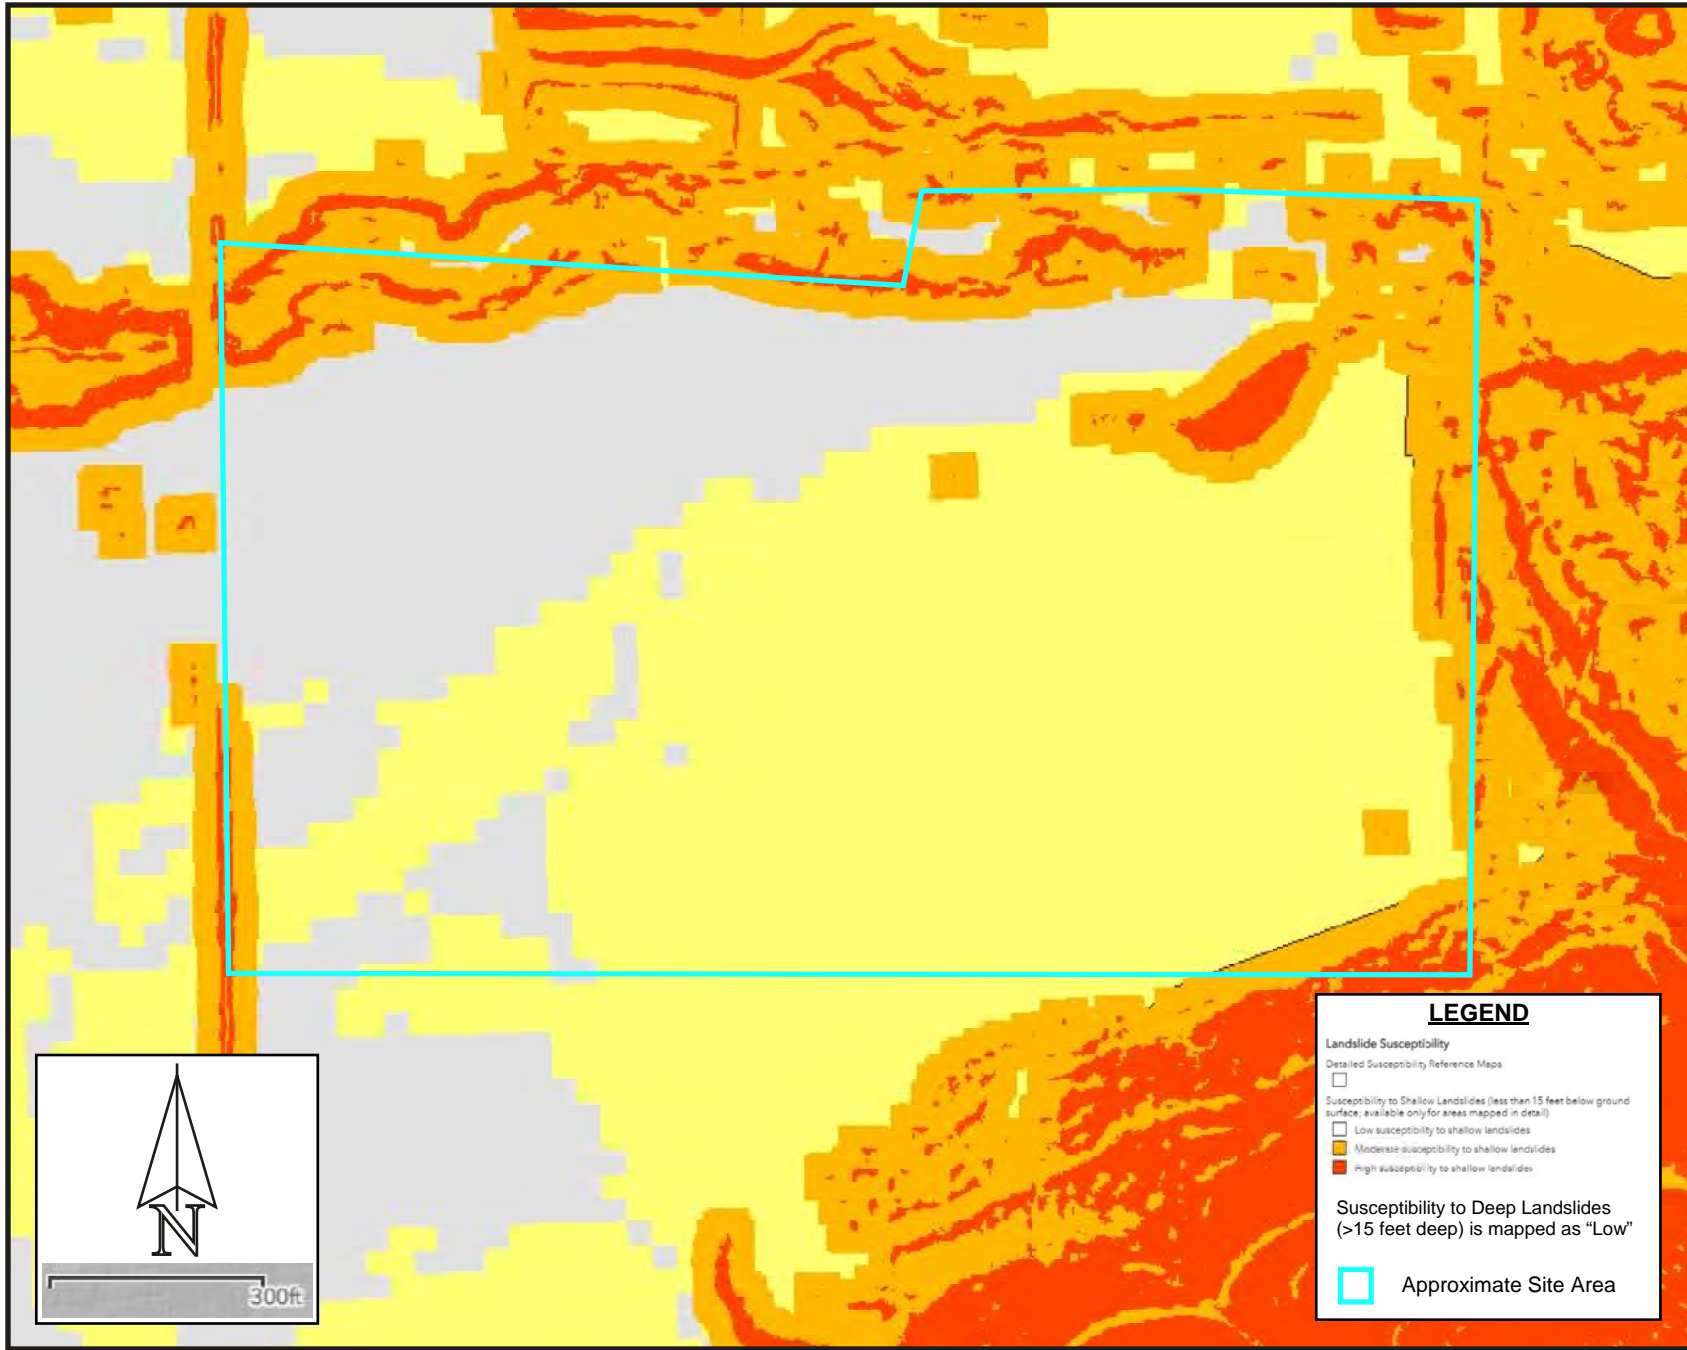 N
300ft
LEGEND
Landslide Susceptibility
Detailed Susceptibility Reference Maps
Susceptibility to Shallow Landslides (less than 15 feet below ground
surface; available only for areas mapped in detail)
Low susceptibility to shallow landslides
Moderate susceptibility to shallow landslides
High susceptibility to shallow landslides
Susceptibility to Deep Landslides
(>15 feet deep) is mapped as “Low”
Approximate Site Area